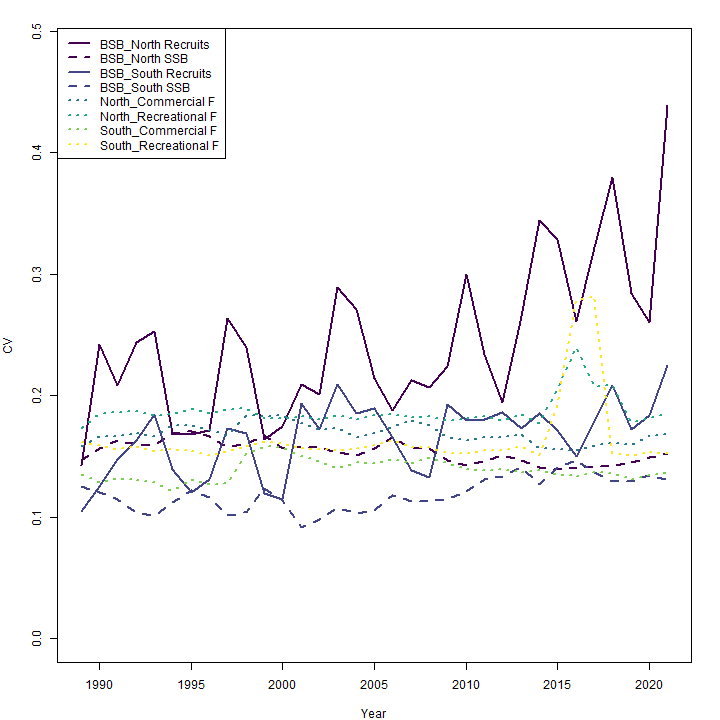 BSB_North Recruits
BSB_North SSB
BSB_South Recruits
BSB_South SSB
North_Commercial F
North_Recreational F
South_Commercial F
South_Recreational F
0.5
0.4
0.3
0.2
0.1
0.0
CV
1990 1995 2000 2005 2010 2015 2020
Year